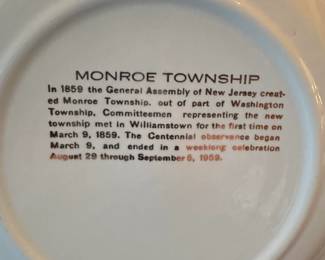 MONROE TOWNSHIP
In 1859 the General Assembly of New Jersey creat-
ed Monroe Township. out of part of Washington
Township, Committeemen representing the new
township met in Williamstown for the first time on
March 9, 1859. The Centennial observance began
March 9, and ended in a weeklong celebration
August 29 through September 5, 1959.